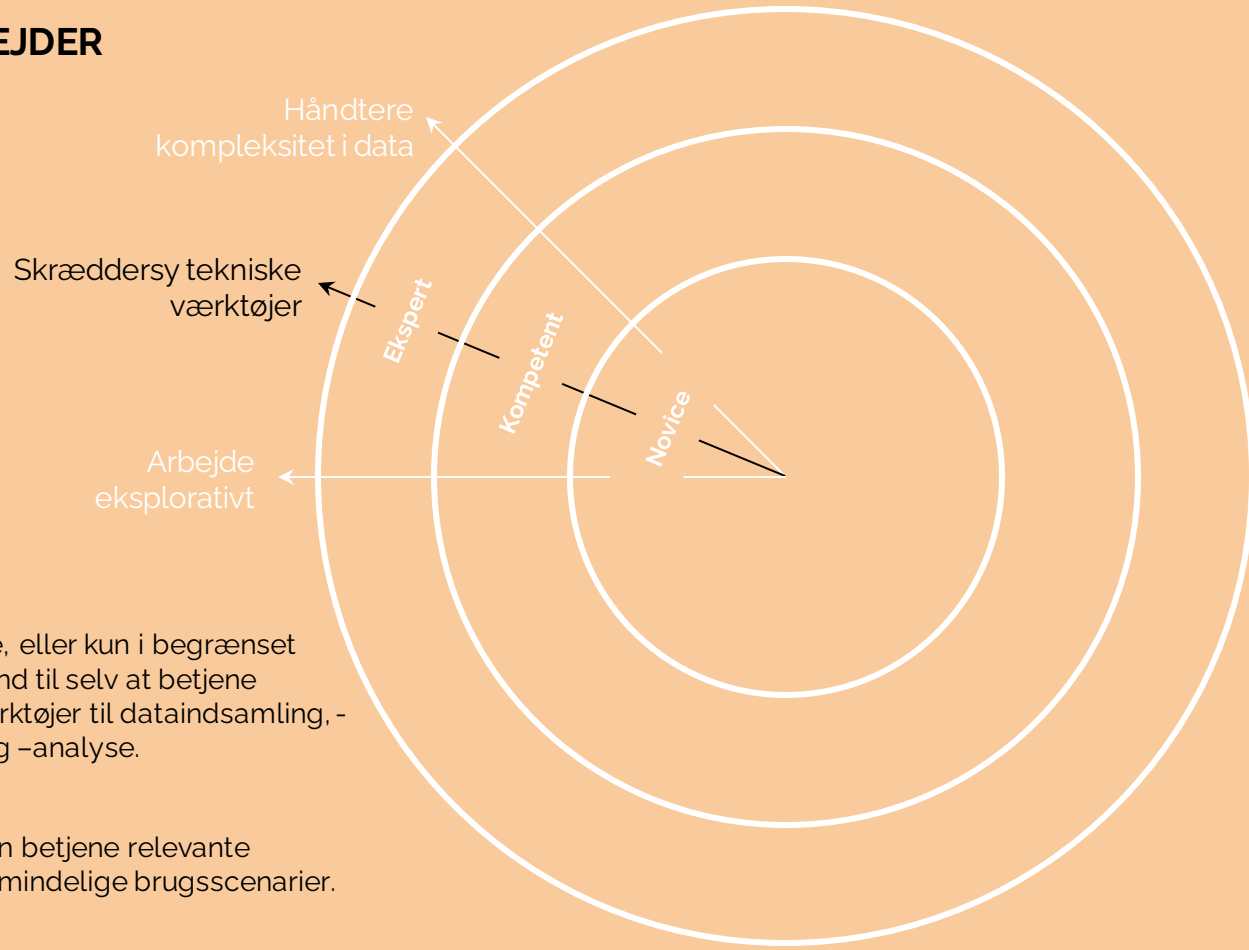 EJDER
Håndtere
kompleksitet i data
Skræddersy tekniske
værktøjer
Ekspert
Kompetent
Novice
Arbejde
eksplorativt
, eller kun i begrænset
nd til selv at betjene
rktøjer til dataindsamling, -
g –analyse.
n betjene relevante
mindelige brugsscenarier.